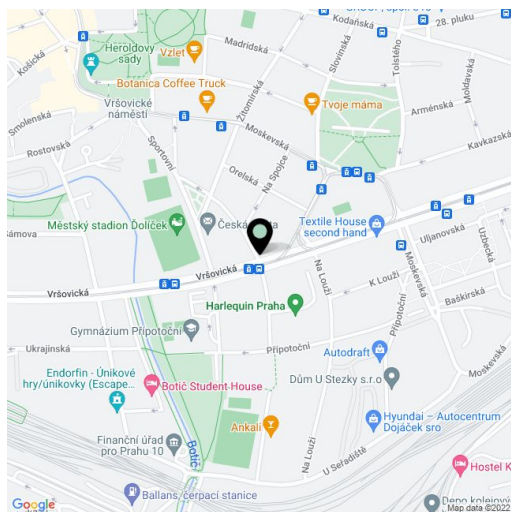 Kodaňská
28. pluku
Košická
Heroldovy
sady
Vzlet
Madridská
Slovinská
Tolstého
Moldavská
Botanica Coffee Truck
Tvoje máma
Vršovické
náměstí
Žitomírská
Arménská
Smolenská
Moskevská
Kavkazská
Rostovská
Sportovní
Orelská
Na Spojce
Městský stadion Ďolíček
Textile House
second hand
Uljanovská
Uzbecká
Vršovická
Vršovická
Na Louži
K Louži
Moskevská
Harlequin Praha
Baškirská
Gymnázium Přípotoční
Přípotoční
Ukrajinská
Přípotoční
Autodraft
Moskevská
Endorfin - Únikové
hry/únikovky (Escape...
Botič Student House
Dům U Stezky s.r.o
Ankali
Hyundai – Autocentrum
Dojáček sro
Finanční úřad
pro Prahu 10
Botič
Na Louži
U Seřadiště
Hostel K
Ballans, čerpací stanice
Google
Depo kolejový
Map data ©2022